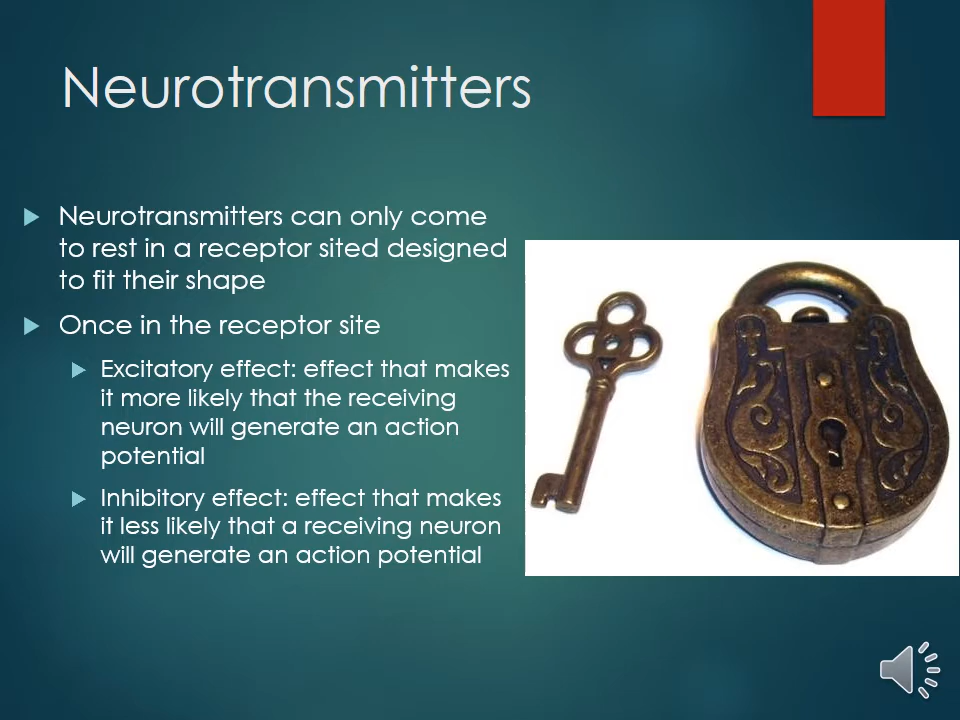 Neurotransmitters
Neurotransmitters can only come
to rest in a receptor sited designed
to fit their shape
Once in the receptor site
Excitatory effect: effect that makes
it more likely that the receiving
neuron will generate an action
potential
Inhibitory effect: effect that makes
it less likely that a receiving neuron
will generate an action potential